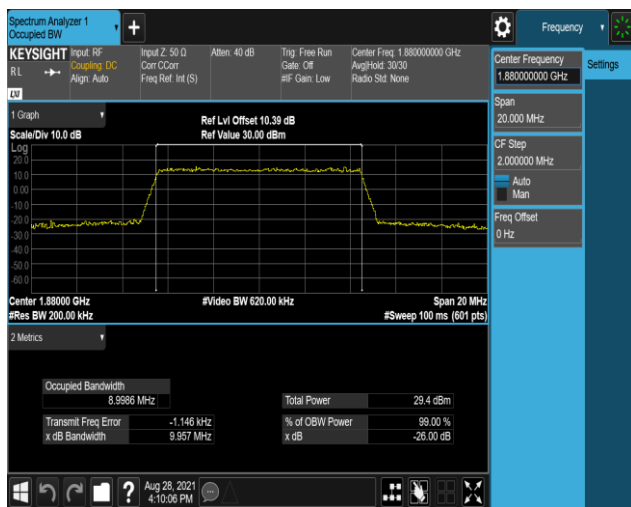 Spectrum Analyzer 1
Occupied BW
+
Frequency
KEYSIGHT
RL
LXI
Input: RF
Coupling: DC
Align: Auto
Input Z: 50 Ω
Corr CCorr
Freq Ref: Int (S)
Atten: 40 dB
Trig: Free Run
Gate: Off
#IF Gain: Low
Center Freq: 1.880000000 GHz
Avg|Hold: 30/30
Radio Std: None
Center Frequency
1.880000000 GHz
Settings
Span
20.000 MHz
CF Step
2.000000 MHz
Auto
Man
Freq Offset
0 Hz
1 Graph
Scale/Div 10.0 dB
Ref Lvl Offset 10.39 dB
Ref Value 30.00 dBm
Log
20.0
10.0
0.00
-10.0
-20.0
-30.0
-40.0
-50.0
-60.0
Center 1.88000 GHz
#Res BW 200.00 kHz
#Video BW 620.00 kHz
Span 20 MHz
#Sweep 100 ms (601 pts)
2 Metrics
Occupied Bandwidth
8.9986 MHz
Total Power 29.4 dBm
Transmit Freq Error -1.146 kHz
% of OBW Power 99.00 %
x dB Bandwidth 9.957 MHz
x dB -26.00 dB
?
Aug 28, 2021
4:10:06 PM